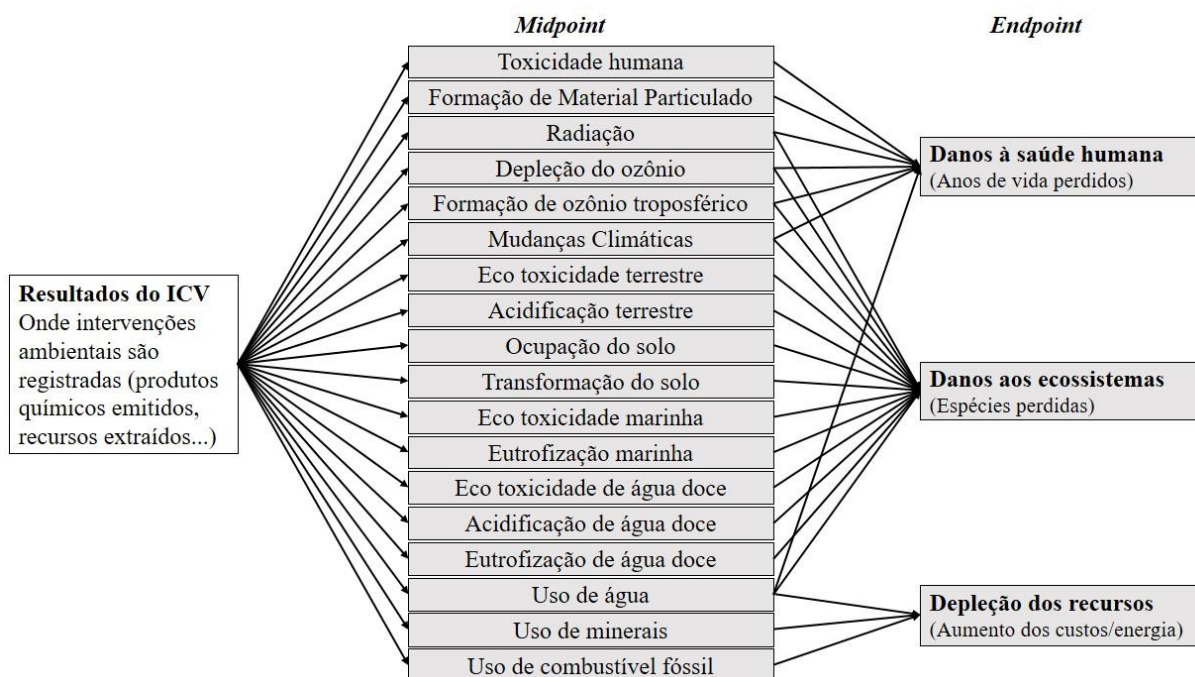 Midpoint
Endpoint
Toxicidade humana
Formação de Material Particulado
Radiação
Depleção do ozônio
Formação de ozônio troposférico
Mudanças Climáticas
Eco toxicidade terrestre
Acidificação terrestre
Ocupação do solo
Transformação do solo
Eco toxicidade marinha
Eutrofização marinha
Eco toxicidade de água doce
Acidificação de água doce
Eutrofização de água doce
Uso de água
Uso de minerais
Uso de combustível fóssil
Resultados do ICV
Onde intervenções
ambientais são
registradas (produtos
químicos emitidos,
recursos extraídos...)
Danos à saúde humana
(Anos de vida perdidos)
Danos aos ecossistemas
(Espécies perdidas)
Depleção dos recursos
(Aumento dos custos/energia)